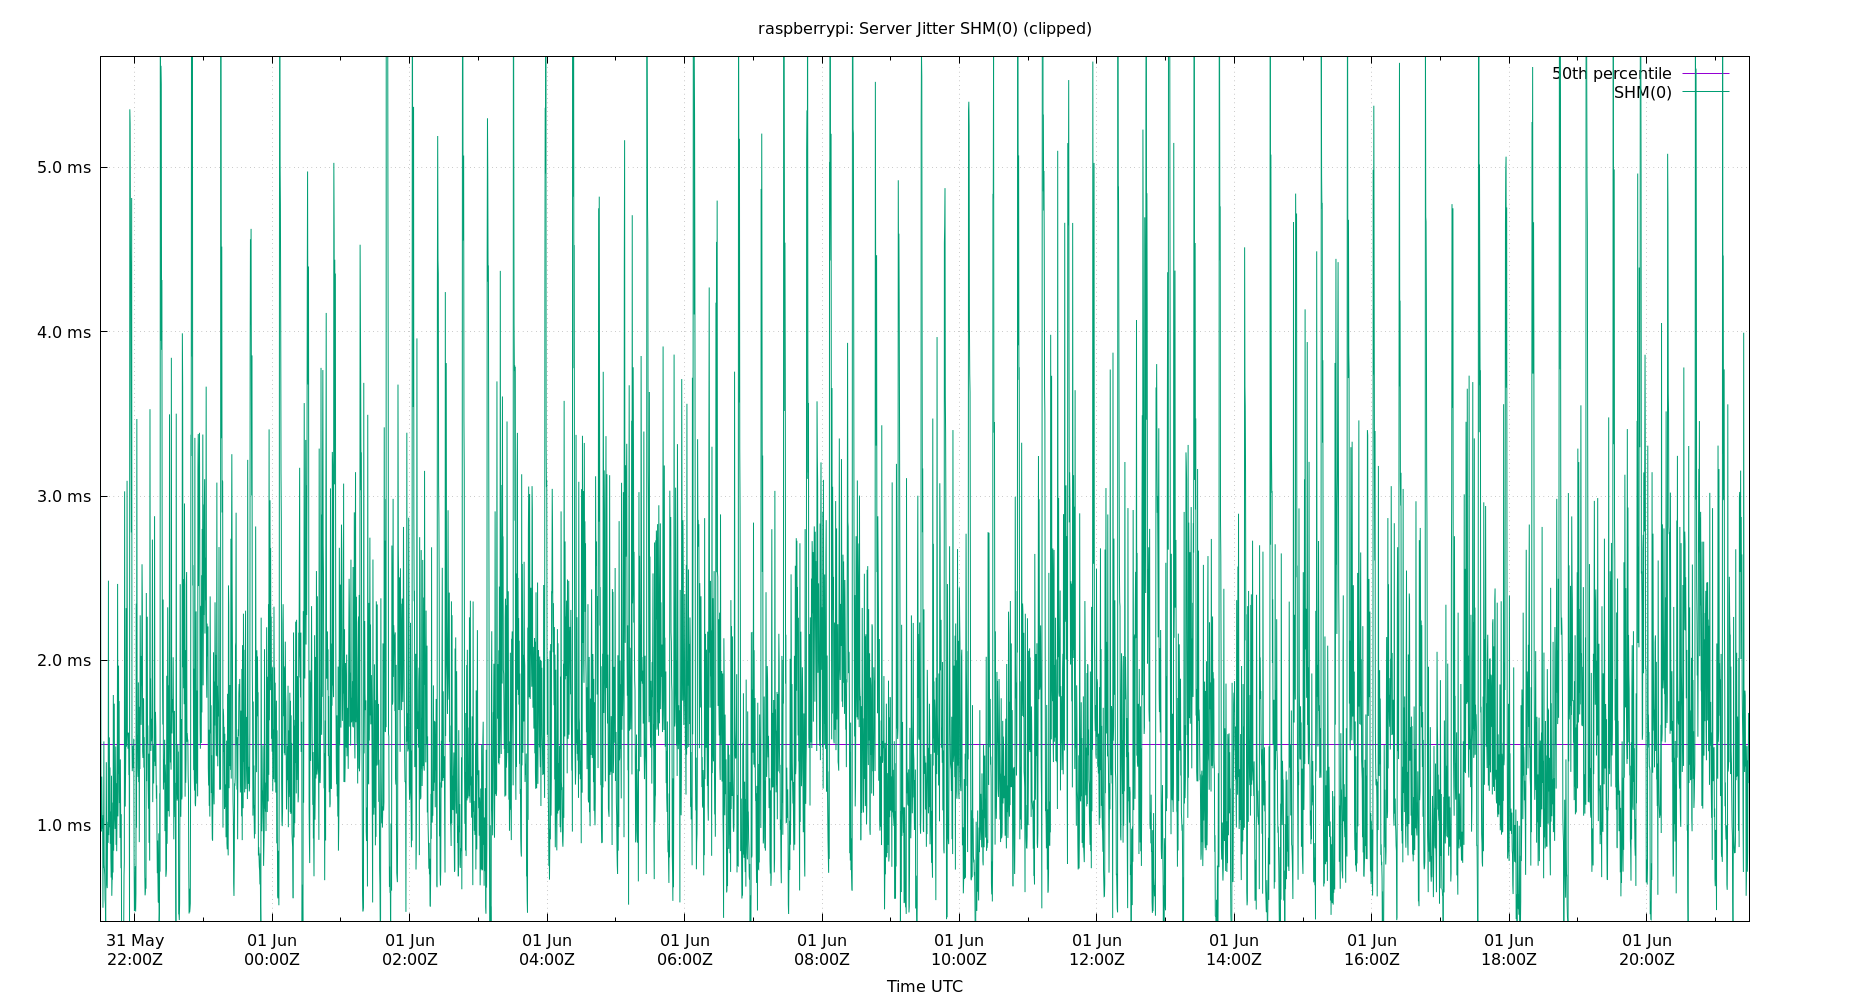 raspberrypi: Server Jitter SHM(0) (clipped)
50th percentile
SHM(0)
5.0 ms
4.0 ms
3.0 ms
2.0 ms
1.0 ms
31 May 01 Jun 01 Jun 01 Jun 01 Jun 01 Jun 01 Jun 01 Jun 01 Jun 01 Jun 01 Jun 01 Jun
22:00Z 00:00Z 02:00Z 04:00Z 06:00Z 08:00Z 10:00Z 12:00Z 14:00Z 16:00Z 18:00Z 20:00Z
Time UTC